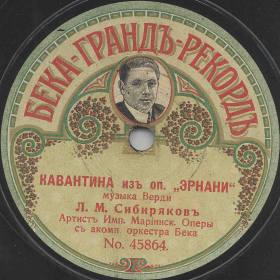 БЕКА-ГРАНДЪ-РЕКОРДЪ
КАВАНТИНА изъ оп. „ЭРНАНИ“
музыка Верди
Л. М. Сибиряковъ
Артистъ Имп. Марiинск. Оперы
съ акомп. оркестра Бека
No. 45864.